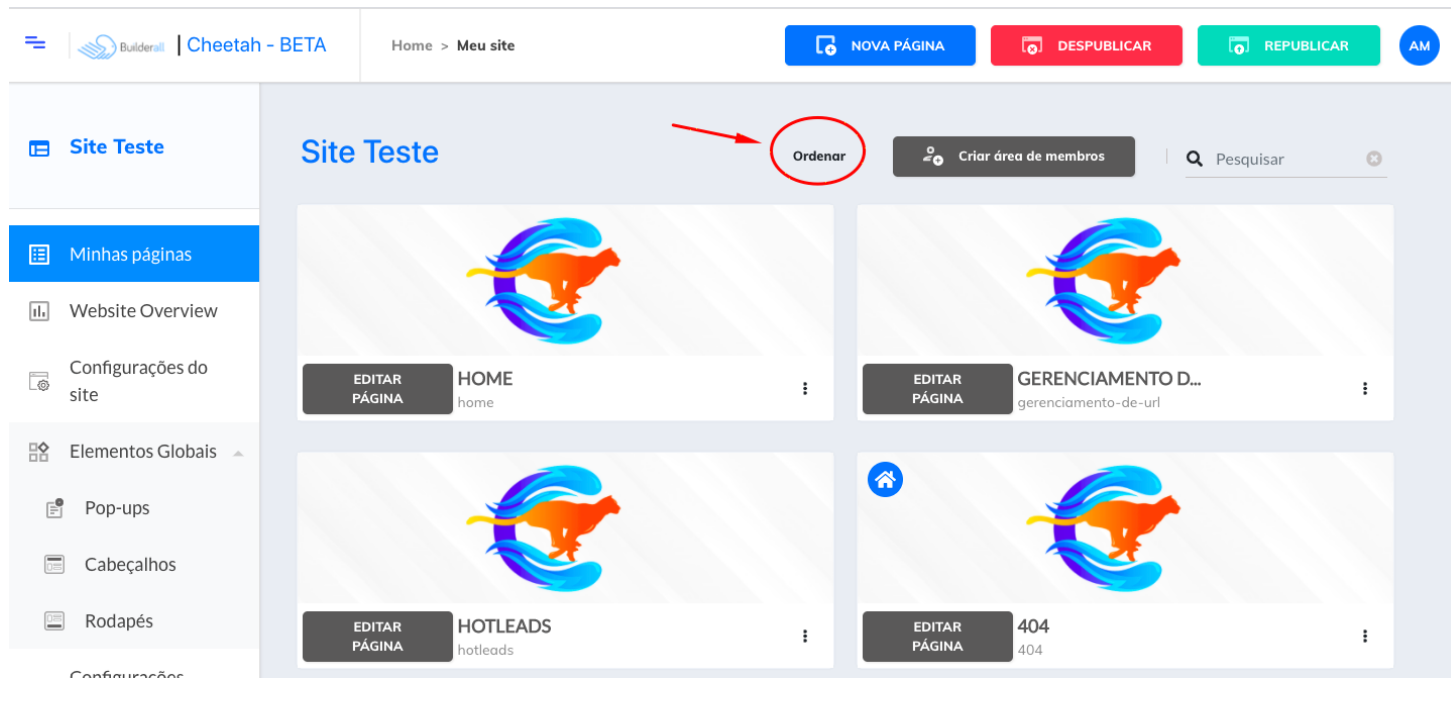 Builderall Cheetah - BETA
Home > Meu site
NOVA PÁGINA
DESPUBLICAR
REPUBLICAR
AM
Site Teste
Minhas páginas
Website Overview
Configurações do
site
Elementos Globais
Pop-ups
Cabeçalhos
Rodapés
Configurações
Site Teste
Ordenar
Criar área de membros
Pesquisar
EDITAR
PÁGINA
HOME
home
EDITAR
PÁGINA
GERENCIAMENTO D...
gerenciamento-de-url
EDITAR
PÁGINA
HOTLEADS
hotleads
EDITAR
PÁGINA
404
404